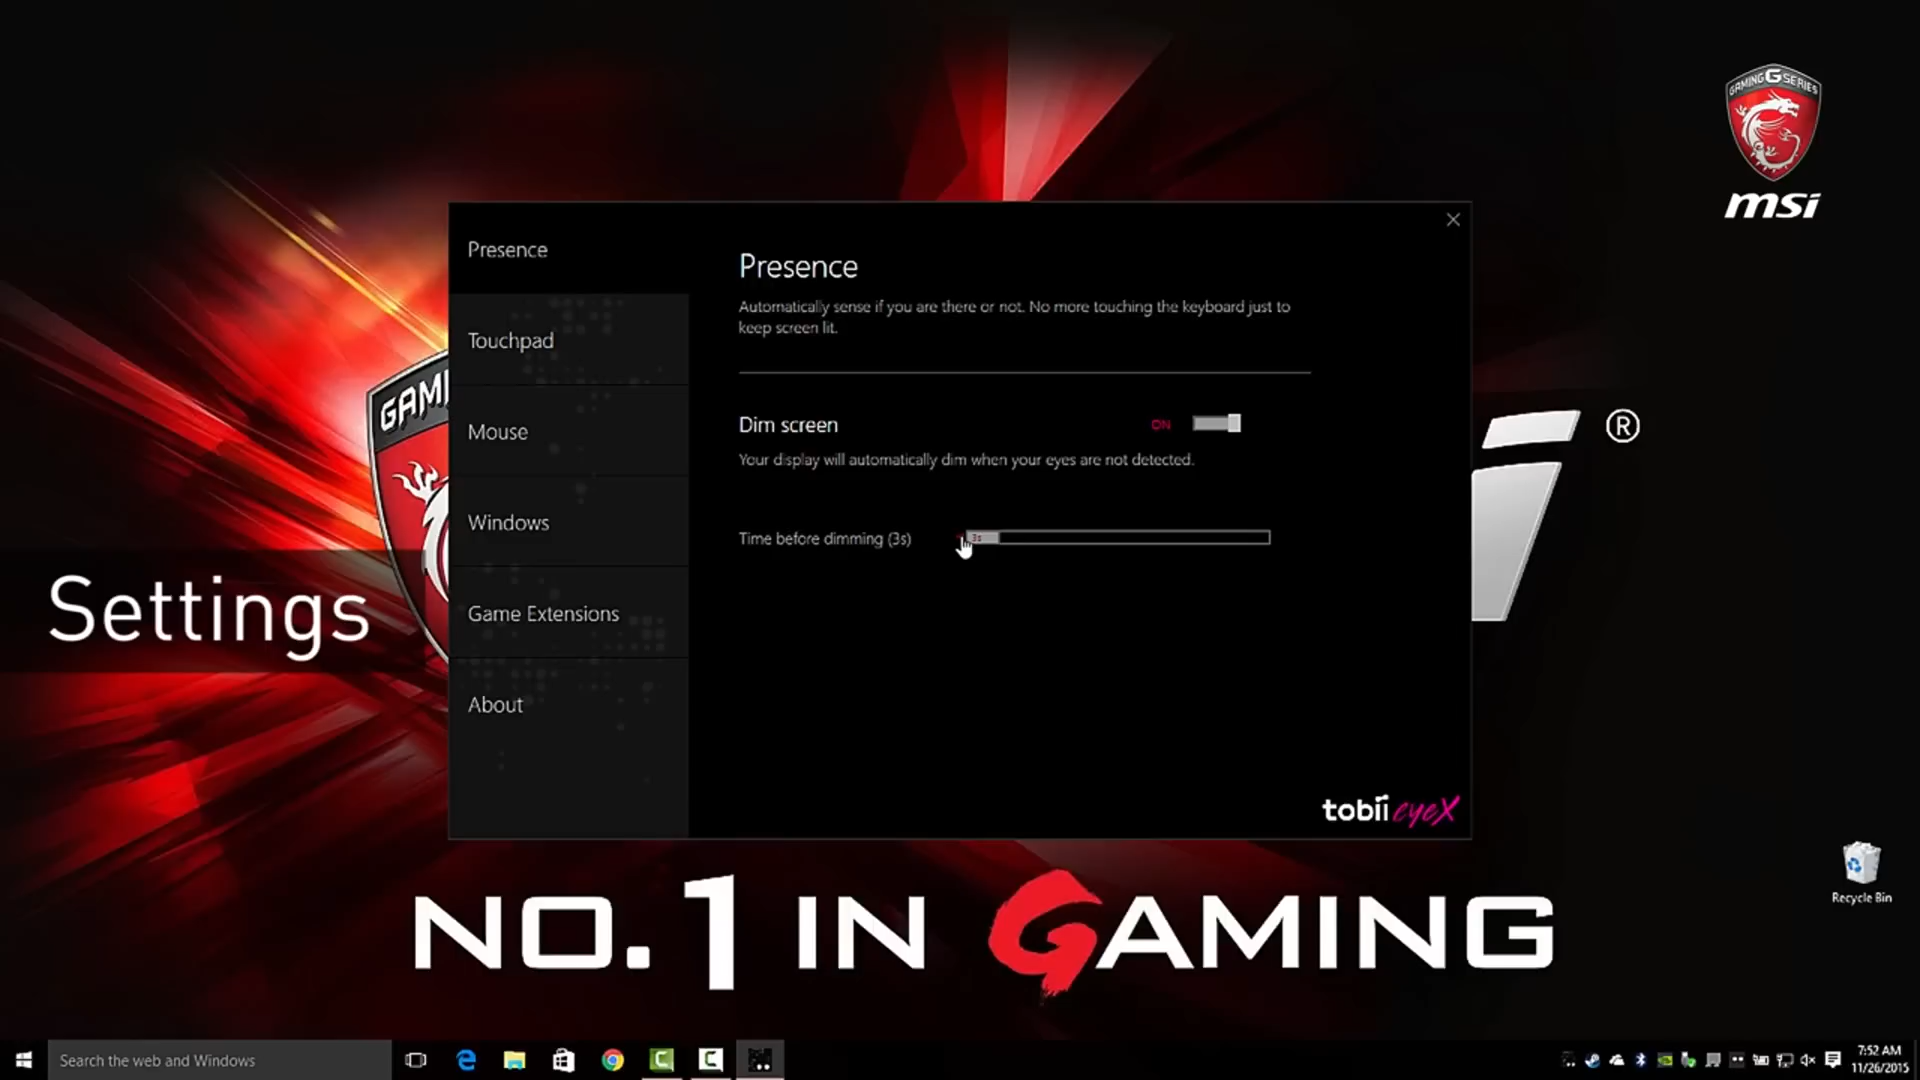 GAMING G SERIES
msi
Presence
Touchpad
Mouse
Windows
Game Extensions
About
Presence
Automatically sense if you are there or not. No more touching the keyboard just to
keep screen lit.
Dim screen
ON
Your display will automatically dim when your eyes are not detected.
Time before dimming (3s)
3s
tobii eyeX
GAMI
®
Settings
NO.1 IN GAMING
Recycle Bin
Search the web and Windows
7:52 AM
11/26/2015